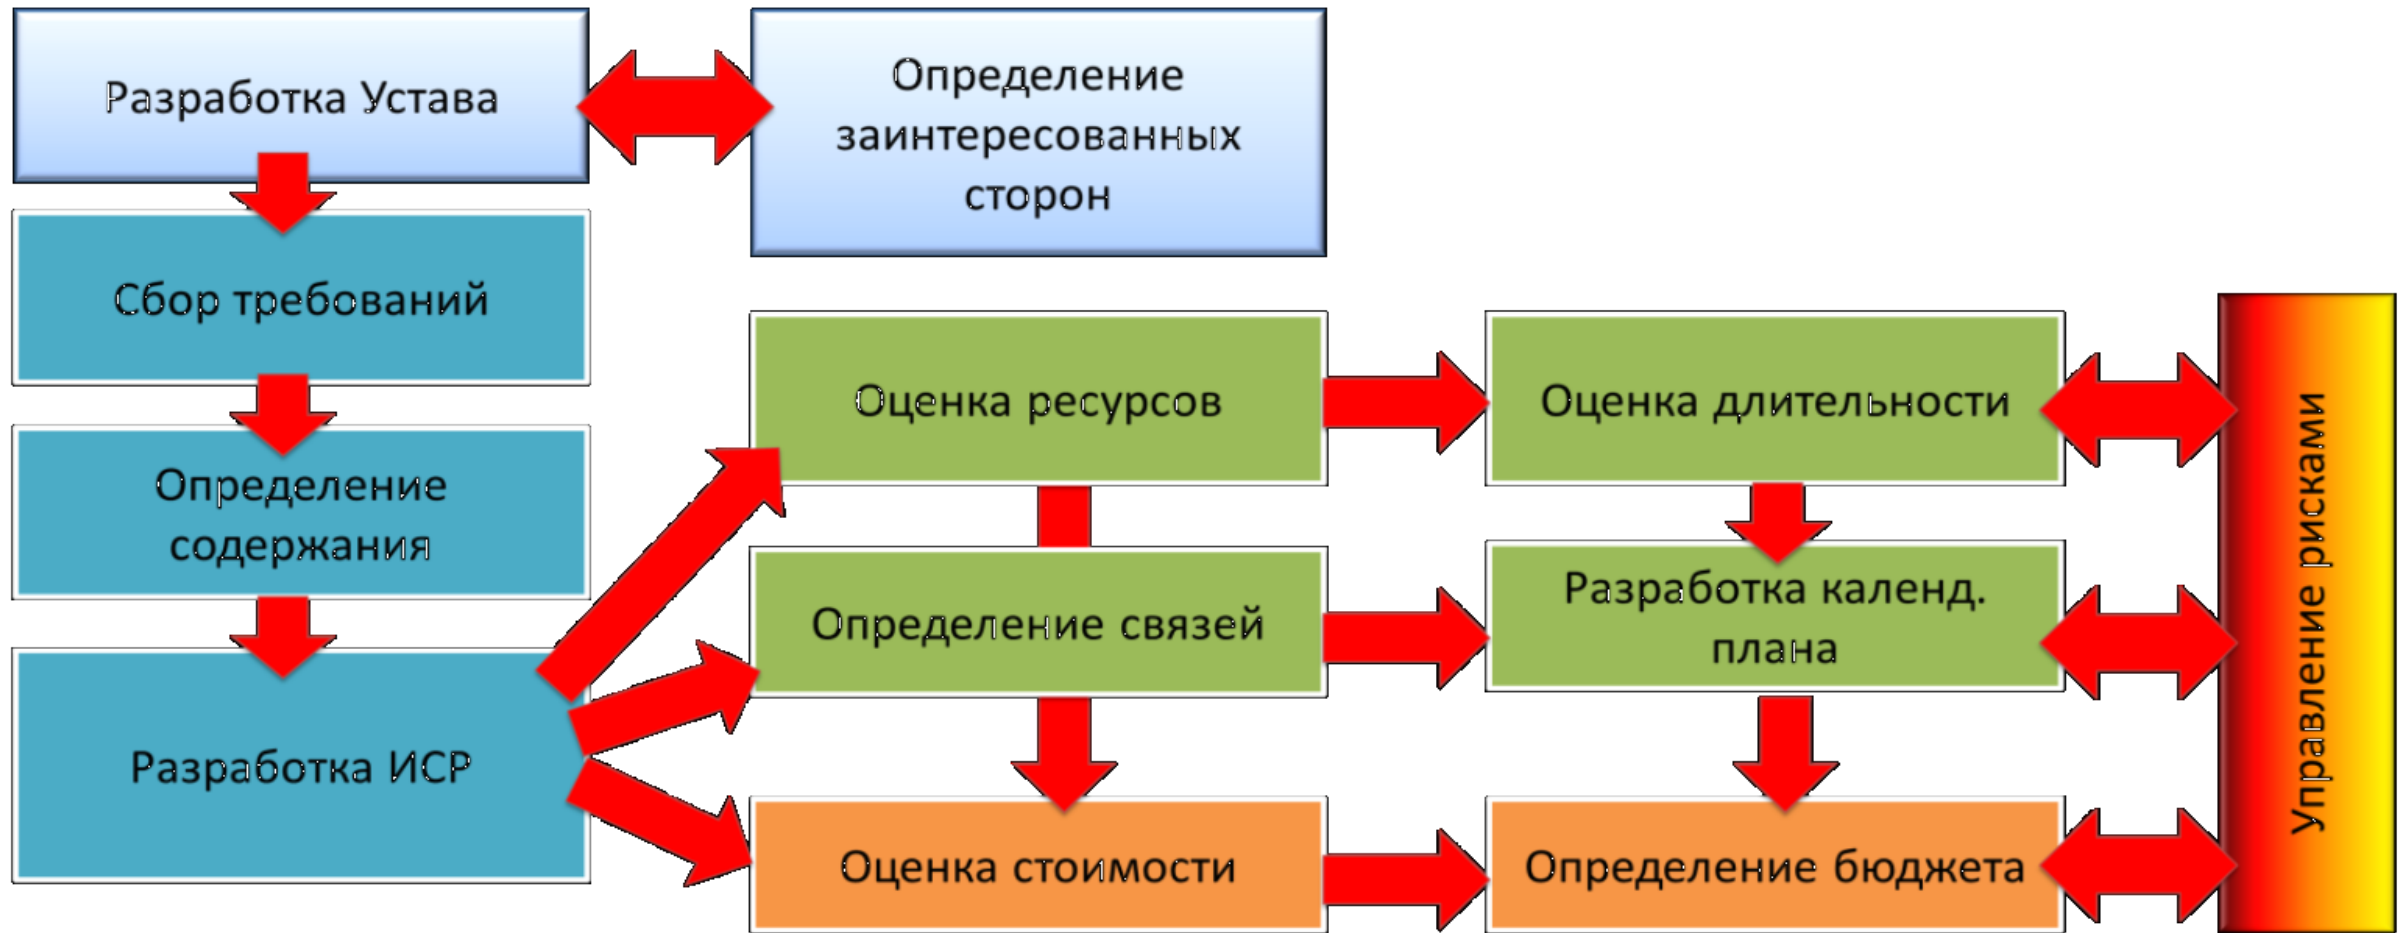 Разработка Устава
Определение
заинтересованных
сторон
Сбор требований
Определение
содержания
Разработка ИСР
Оценка ресурсов
Оценка длительности
Определение связей
Разработка календ.
плана
Оценка стоимости
Определение бюджета
Управление рисками